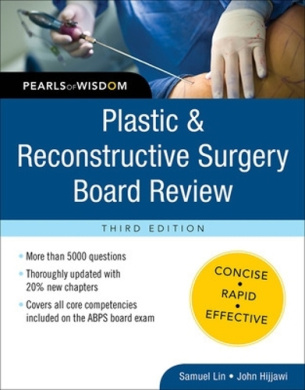 PEARLS OF WISDOM
Plastic &
Reconstructive Surgery
Board Review
THIRD EDITION
• More than 5000 questions
• Thoroughly updated with
20% new chapters
• Covers all core competencies
included on the ABPS board exam
CONCISE •
RAPID •
EFFECTIVE
Samuel Lin • John Hijjawi